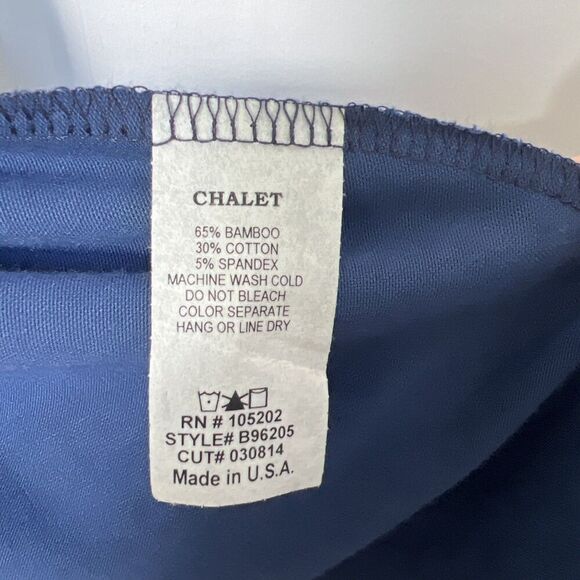 CHALET
65% BAMBOO
30% COTTON
5% SPANDEX
MACHINE WASH COLD
DO NOT BLEACH
COLOR SEPARATE
HANG OR LINE DRY
RN # 105202
STYLE# B96205
CUT# 030814
Made in U.S.A.